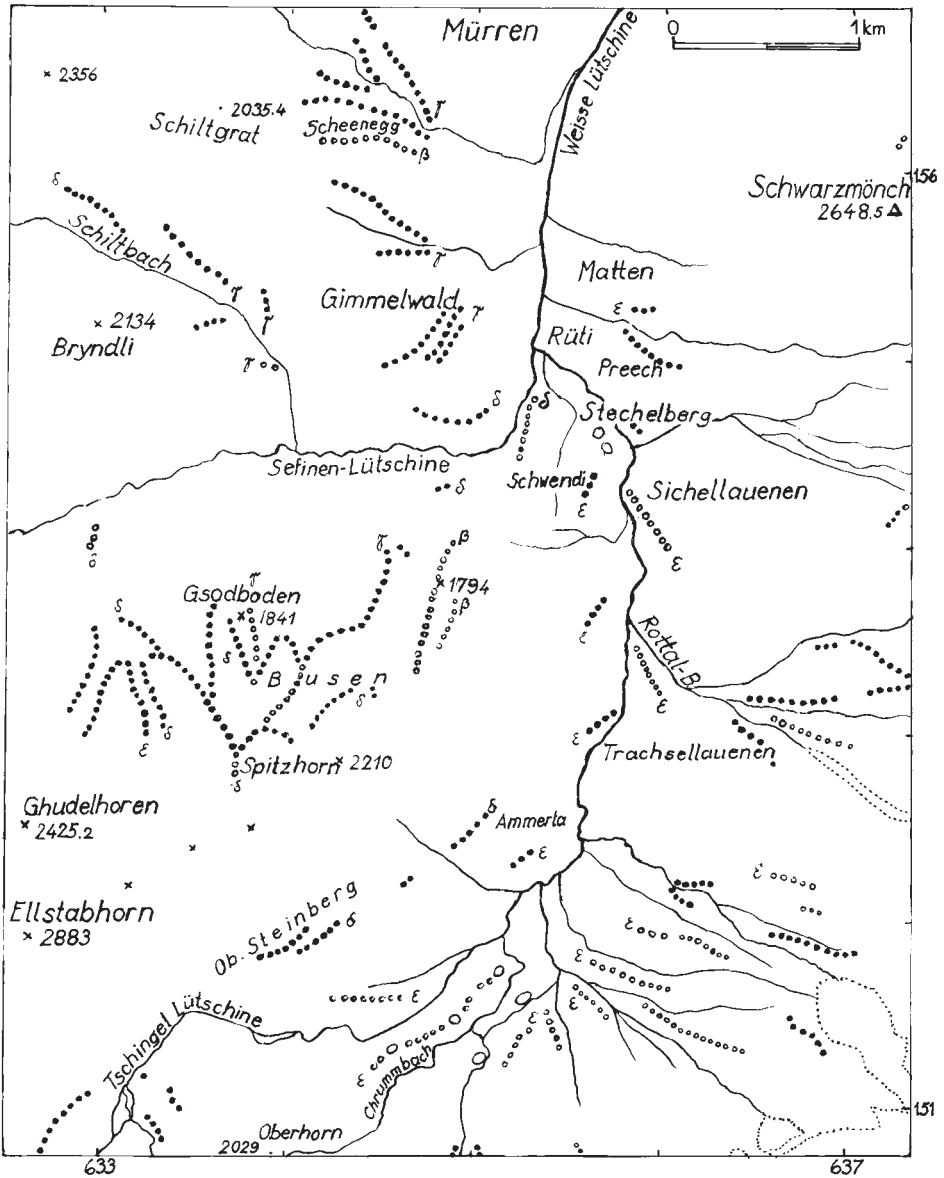 Mürren
0 1 km
Weisse Lütschine
× 2356
· 2035.4
Schiltgrat
Scheenegg
γ
β
156
Schwarzmönch
2648.5
δ
Schiltbach
γ
γ
γ
Matten
ε
Gimmelwald
γ
× 2134
Bryndli
γ
Rüti
Preech
δ
δ
Stechelberg
Sefinen-Lütschine
δ
Schwendi
ε
Sichellauenen
ε
γ
β
γ
Gsodboden
1841
× 1794
β
δ
δ
δ
ε
Rottal-B.
Busen
δ
ε
δ
ε
δ
ε
Trachsellauenen
Spitzhorn × 2210
δ
Ghudelhoren
× 2425.2
δ
Ammerta
ε
ε
Ellstabhorn
× 2883
Ob. Steinberg
δ
ε
ε
ε
ε
ε
Tschingel Lütschine
ε
Chrummbach
151
Oberhorn
2029
633
637